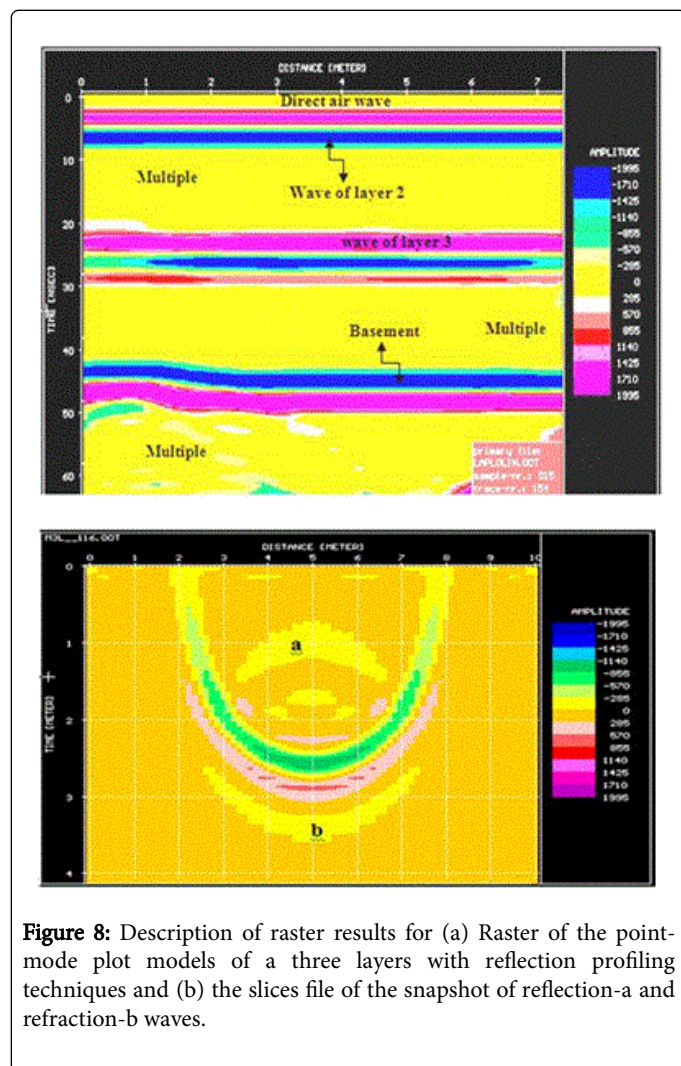 DISTANCE [METER]
0 1 2 3 4 5 6 7
0
10
20
30
40
50
60
TIME [NSEC]
Direct air wave
Multiple
Wave of layer 2
wave of layer 3
Basement
Multiple
Multiple
primary file:
AMPLITUDE
-1995
-1710
-1425
-1140
-855
-570
-285
0
285
570
855
1140
1425
1710
1995
DISTANCE [METER]
0 1 2 3 4 5 6 7 8 9 10
0
1
2
3
4
TIME [METER]
a
b
AMPLITUDE
-1995
-1710
-1425
-1140
-855
-570
-285
0
285
570
855
1140
1425
1710
1995
Figure 8: Description of raster results for (a) Raster of the point-
mode plot models of a three layers with reflection profiling
techniques and (b) the slices file of the snapshot of reflection-a and
refraction-b waves.